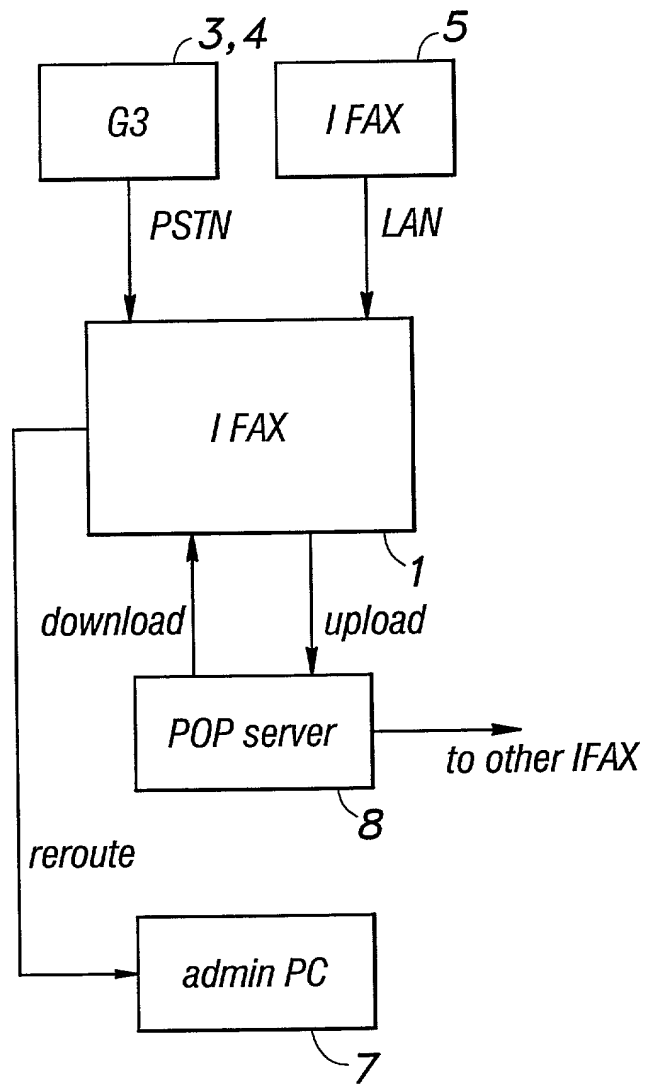 3, 4
5
G3
I FAX
PSTN
LAN
I FAX
1
download
upload
POP server
to other IFAX
8
reroute
admin PC
7